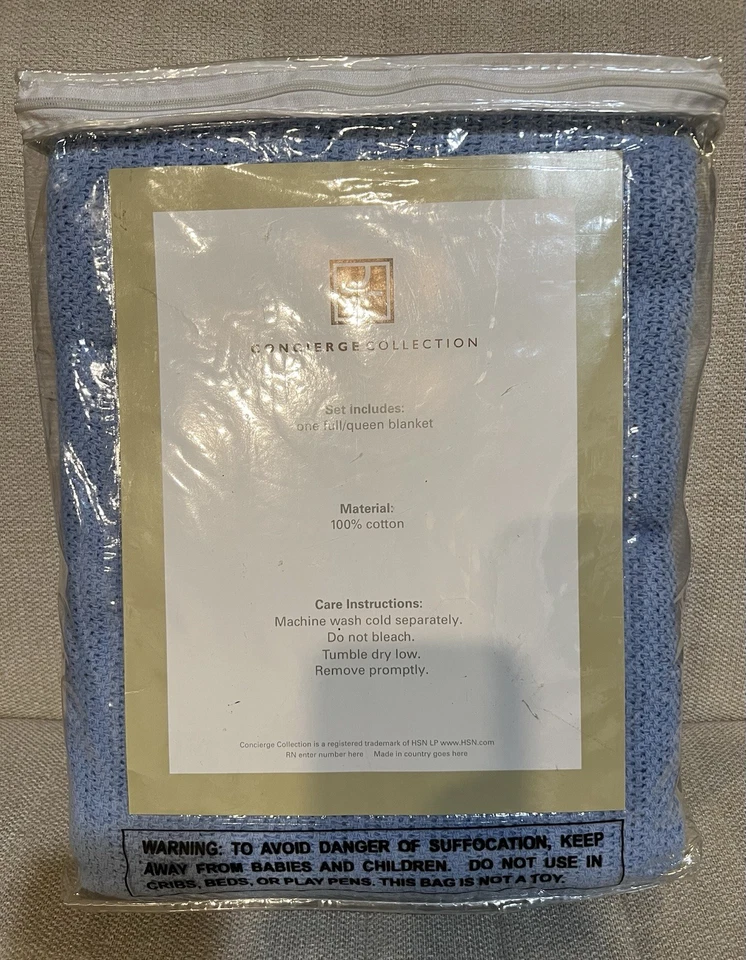 CONCIERGE COLLECTION
Set includes:
one full/queen blanket
Material:
100% cotton
Care Instructions:
Machine wash cold separately.
Do not bleach.
Tumble dry low.
Remove promptly.
Concierge Collection is a registered trademark of HSN LP www.HSN.com
RN enter number here Made in country goes here
WARNING: TO AVOID DANGER OF SUFFOCATION, KEEP
AWAY FROM BABIES AND CHILDREN. DO NOT USE IN
CRIBS, BEDS, OR PLAY PENS. THIS BAG IS NOT A TOY.